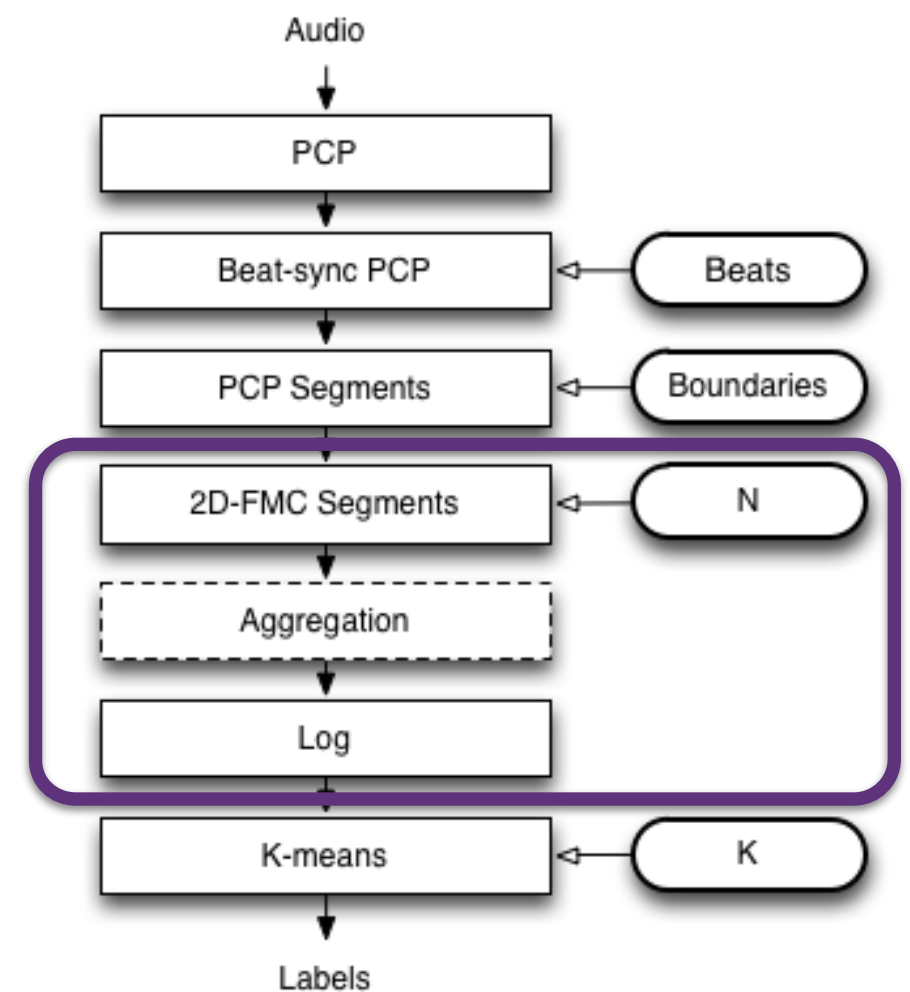 Audio
PCP
Beat-sync PCP
Beats
PCP Segments
Boundaries
2D-FMC Segments
N
Aggregation
Log
K-means
K
Labels